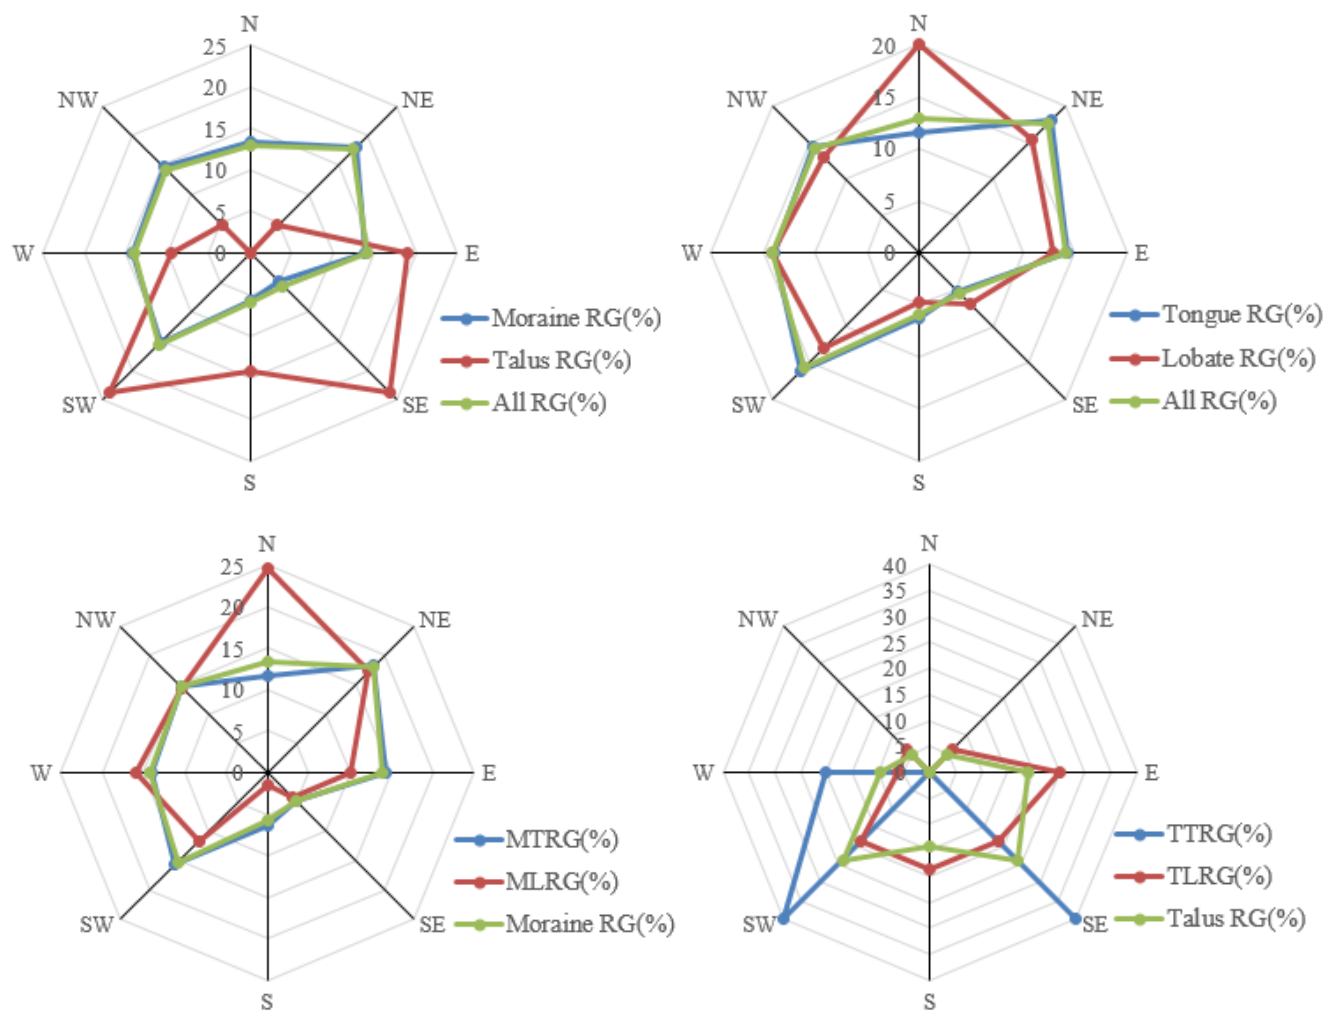 N
25
20
15
10
5
0
NW
NE
W
E
SW
SE
S
Moraine RG(%)
Talus RG(%)
All RG(%)
N
20
15
10
5
0
NW
NE
W
E
SW
SE
S
Tongue RG(%)
Lobate RG(%)
All RG(%)
N
25
20
15
10
5
0
NW
NE
W
E
SW
SE
S
MTRG(%)
MLRG(%)
Moraine RG(%)
N
40
35
30
25
20
15
10
5
0
NW
NE
W
E
SW
SE
S
TTRG(%)
TLRG(%)
Talus RG(%)